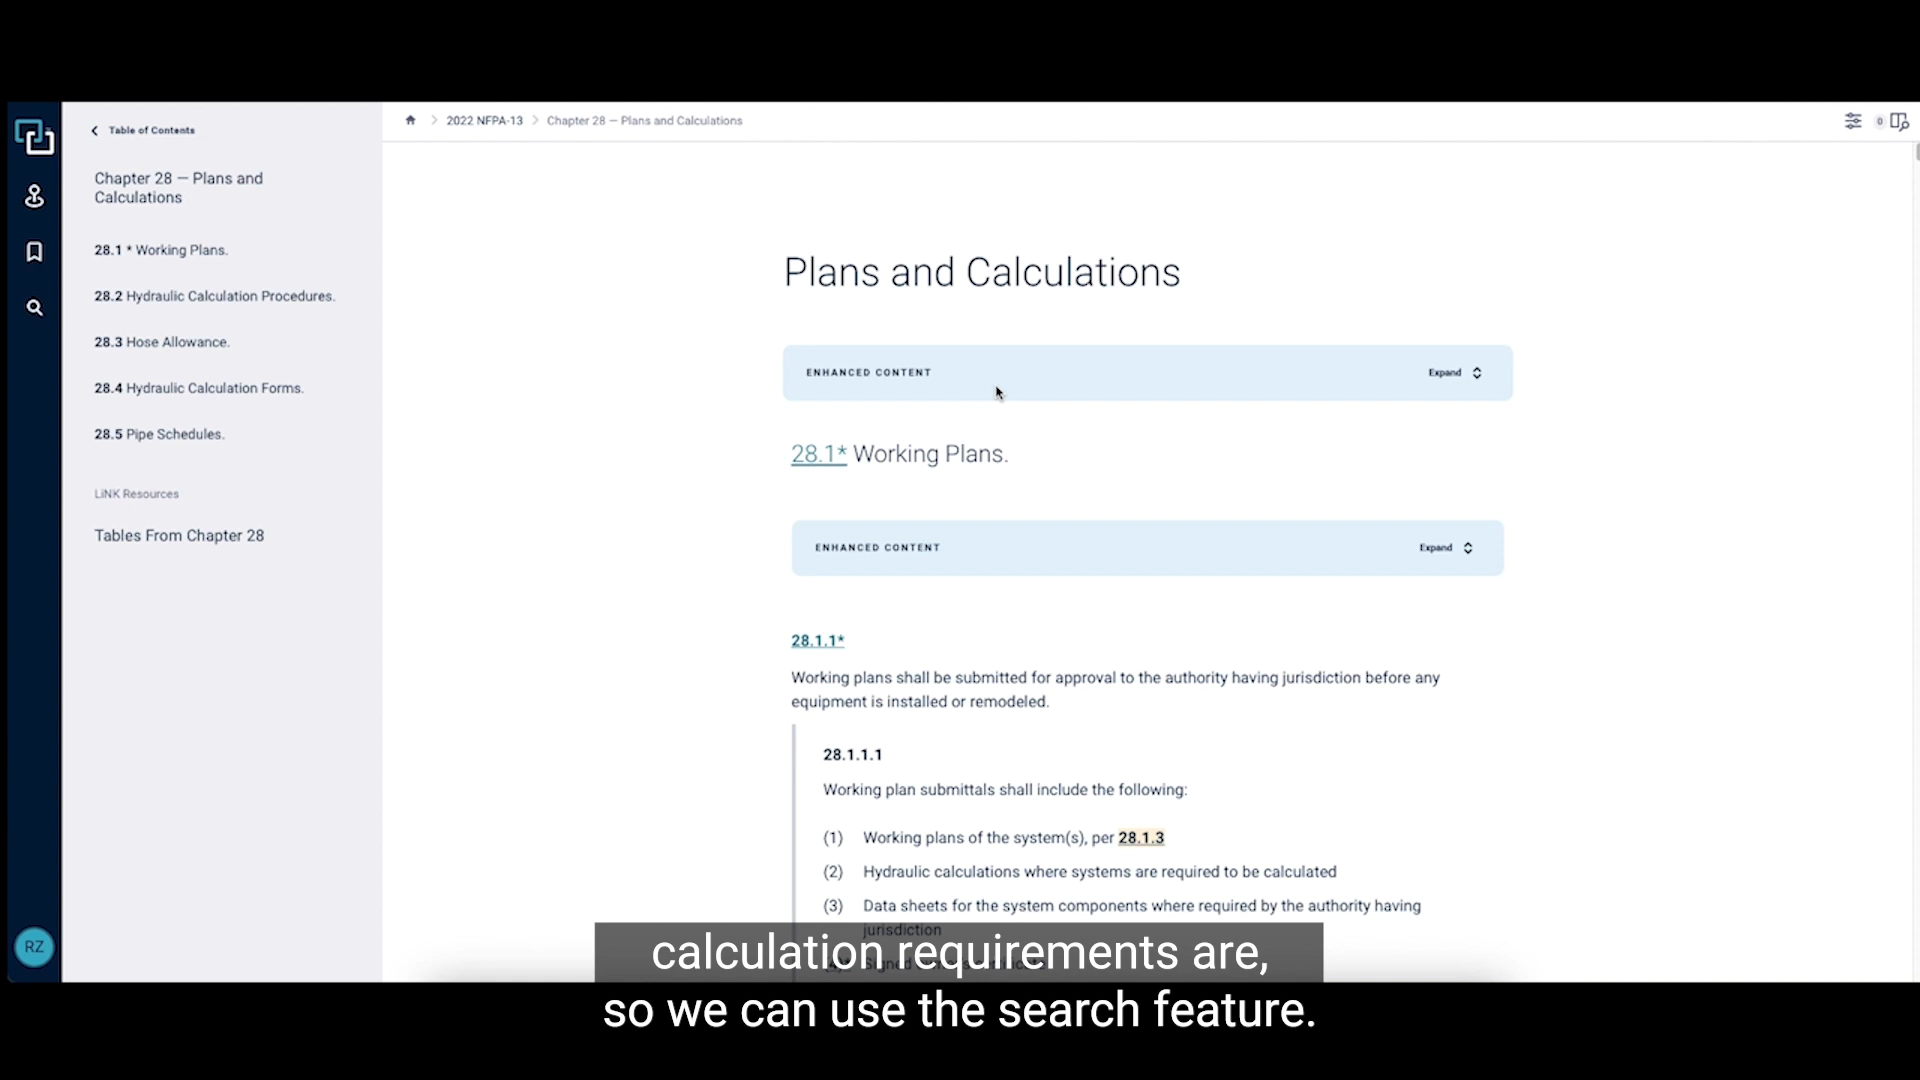 Table of Contents
Chapter 28 — Plans and
Calculations
28.1 * Working Plans.
28.2 Hydraulic Calculation Procedures.
28.3 Hose Allowance.
28.4 Hydraulic Calculation Forms.
28.5 Pipe Schedules.
LiNK Resources
Tables From Chapter 28
RZ
2022 NFPA-13 > Chapter 28 — Plans and Calculations
0
Plans and Calculations
ENHANCED CONTENT Expand
28.1* Working Plans.
ENHANCED CONTENT Expand
28.1.1*
Working plans shall be submitted for approval to the authority having jurisdiction before any
equipment is installed or remodeled.
28.1.1.1
Working plan submittals shall include the following:
(1) Working plans of the system(s), per 28.1.3
(2) Hydraulic calculations where systems are required to be calculated
(3) Data sheets for the system components where required by the authority having
jurisdiction
calculation requirements are,
so we can use the search feature.